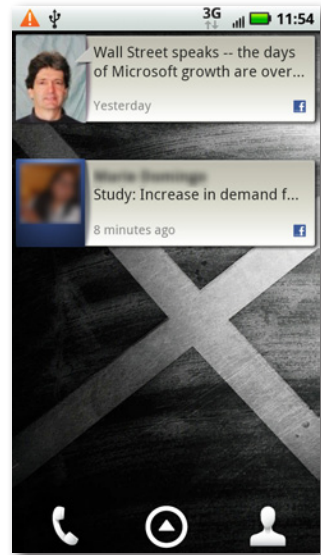 3G
11:54
Wall Street speaks -- the days
of Microsoft growth are over...
Yesterday
Study: Increase in demand f...
8 minutes ago